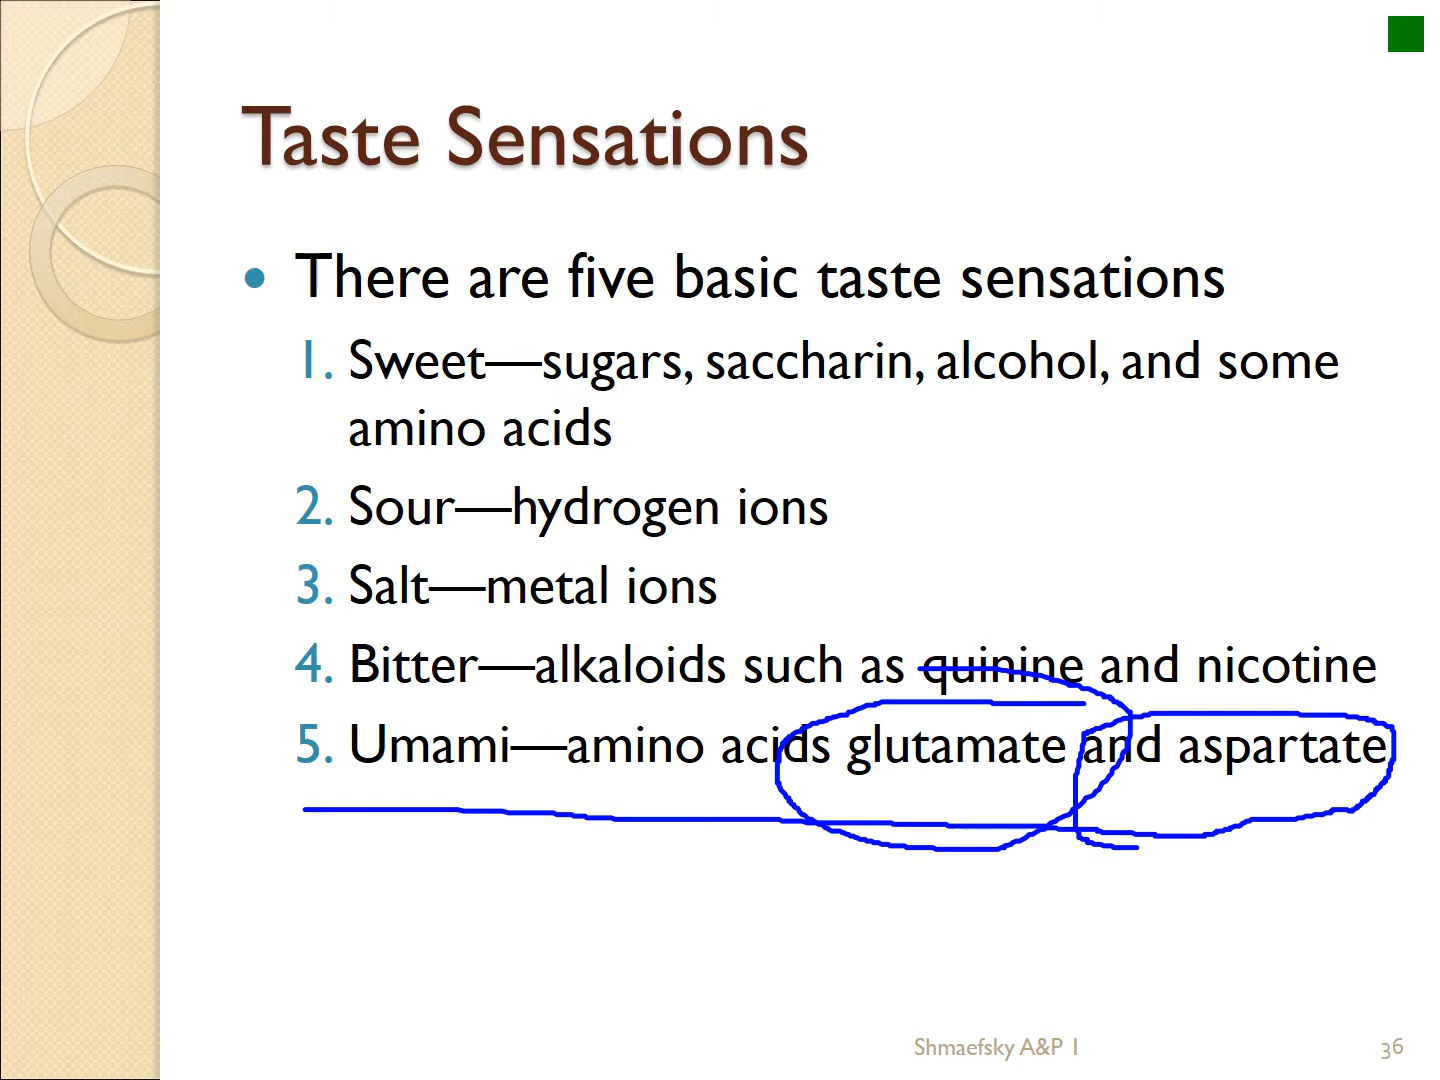 Taste Sensations
• There are five basic taste sensations
1. Sweet—sugars, saccharin, alcohol, and some
amino acids
2. Sour—hydrogen ions
3. Salt—metal ions
4. Bitter—alkaloids such as quinine and nicotine
5. Umami—amino acids glutamate and aspartate
Shmaefsky A&P 1
36